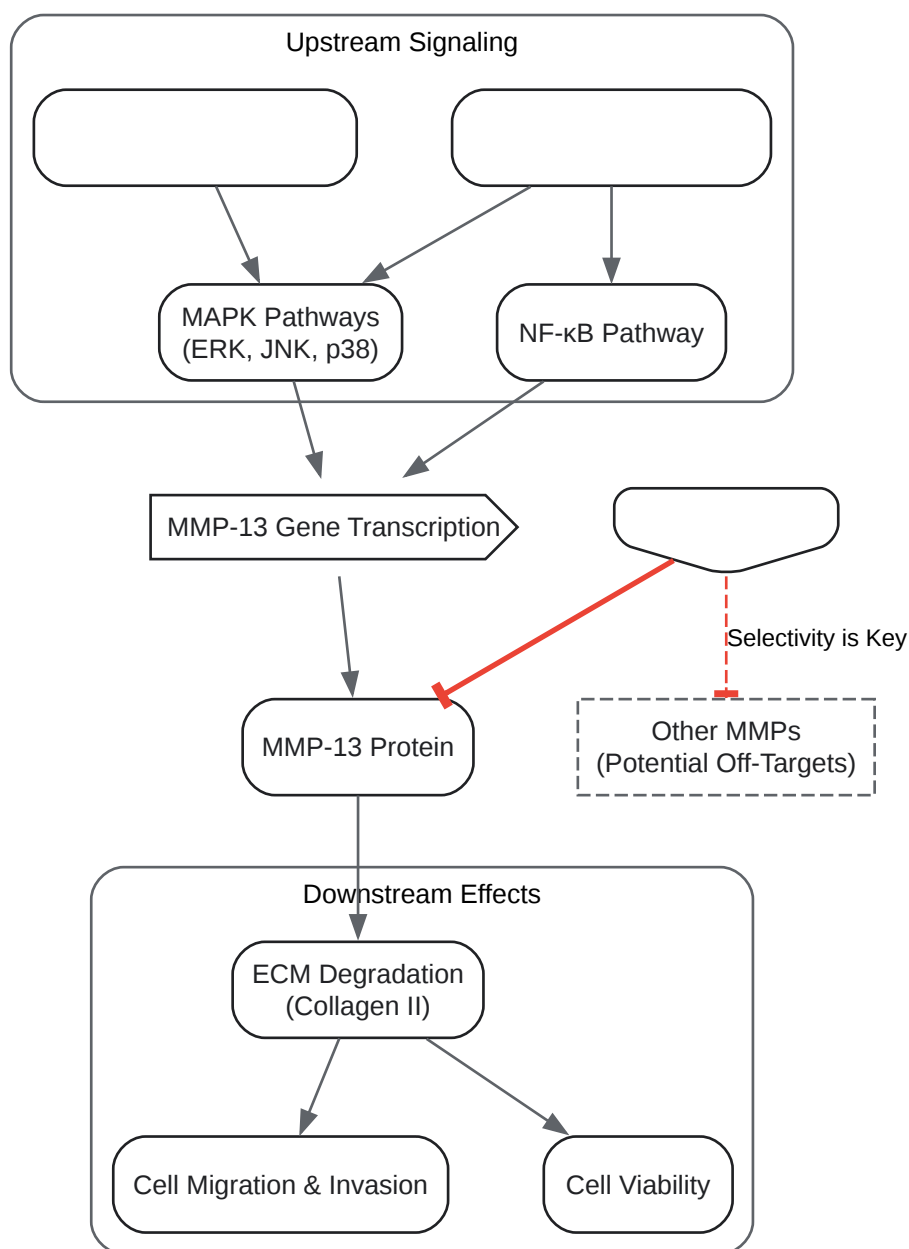 Upstream Signaling
MAPK Pathways
(ERK, JNK, p38)
NF-κB Pathway
MMP-13 Gene Transcription
Selectivity is Key
MMP-13 Protein
Other MMPs
(Potential Off-Targets)
Downstream Effects
ECM Degradation
(Collagen II)
Cell Migration & Invasion
Cell Viability